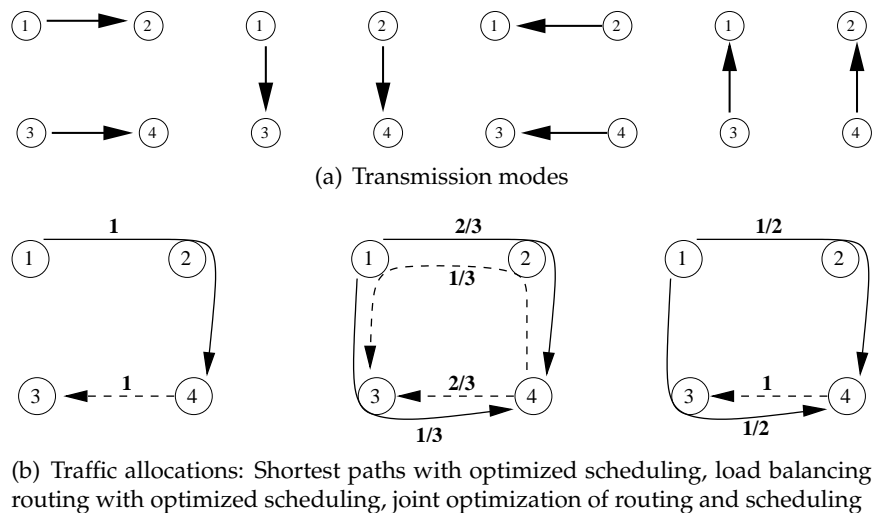 1 2 1 2 1 2 1 2
3 4 3 4 3 4 3 4
(a) Transmission modes
1 2/3 1/2
1 2 1 2 1 2
1/3
1 2/3 1
3 4 3 4 3 4
1/3 1/2
(b) Traffic allocations: Shortest paths with optimized scheduling, load balancing
routing with optimized scheduling, joint optimization of routing and scheduling